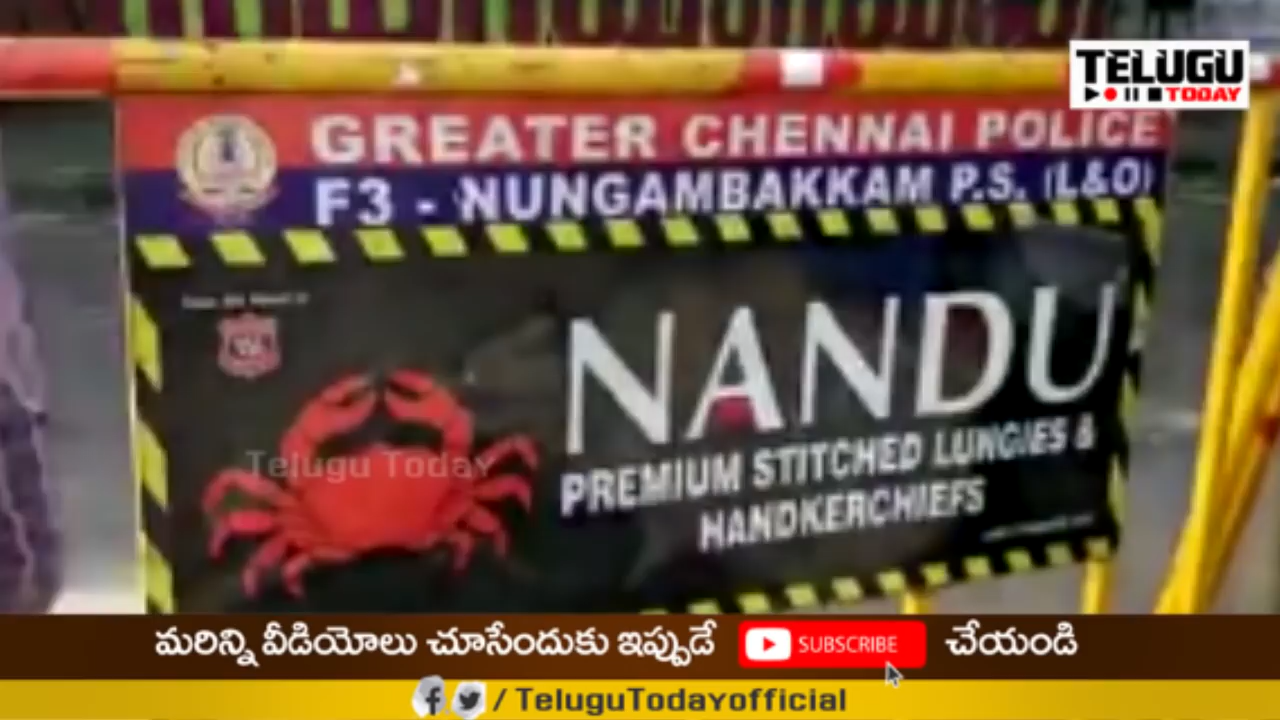 TELUGU
TODAY
GREATER CHENNAI POLICE
F3 - NUNGAMBAKKAM P.S. (L&O)
NANDU
PREMIUM STITCHED LUNGIES &
HANDKERCHIEFS
Telugu Today
మరిన్ని వీడియోలు చూసేందుకు ఇప్పుడే SUBSCRIBE చేయండి
/ TeluguTodayofficial